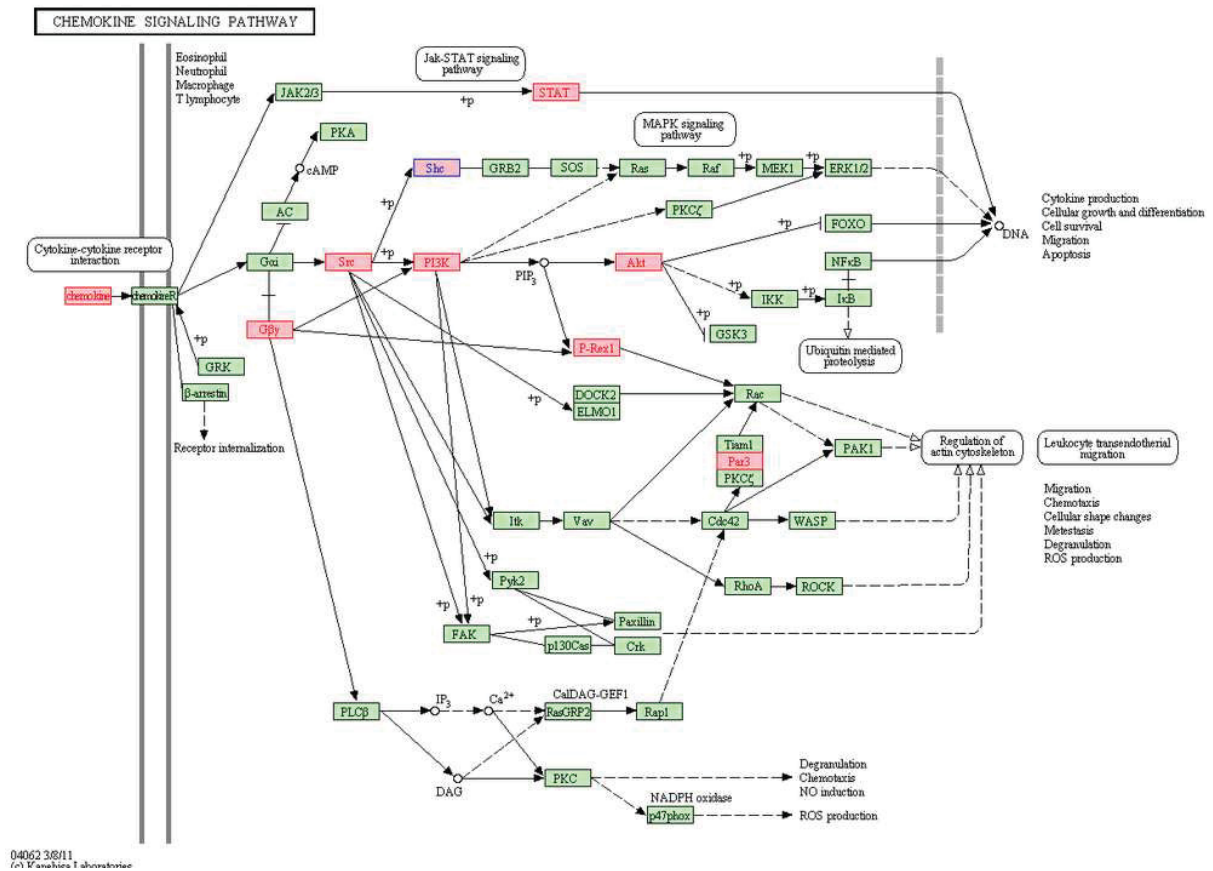 CHEMOKINE SIGNALING PATHWAY
Eosinophil
Neutrophil
Macrophage
T lymphocyte
Jak-STAT signaling
pathway
JAK2/3
+p
STAT
PKA
cAMP
AC
MAPK signaling
pathway
Shc
GRB2
SOS
Ras
Raf
+p
MEK1
+p
ERK1/2
+p
PKCζ
+p
FOXO
DNA
Cytokine production
Cellular growth and differentiation
Cell survival
Migration
Apoptosis
Cytokine-cytokine receptor
interaction
chemokine
chemokineR
Gαi
Src
+p
PI3K
PIP3
Akt
NFκB
+p
IKK
+p
IκB
GSK3
Ubiquitin mediated
proteolysis
Gβγ
+p
GRK
β-arrestin
Receptor internalization
P-Rex1
+p
DOCK2
ELMO1
Rac
Tiam1
Par3
PKCζ
PAK1
Regulation of
actin cytoskeleton
Leukocyte transendotherial
migration
Migration
Chemotaxis
Cellular shape changes
Metastasis
Degranulation
ROS production
Itk
Vav
Cdc42
WASP
+p
Pyk2
RhoA
ROCK
+p
+p
FAK
+p
Paxillin
p130Cas
Crk
PLCβ
IP3
Ca2+
CalDAG-GEF1
RasGRP2
Rap1
DAG
PKC
Degranulation
Chemotaxis
NO induction
NADPH oxidase
p47phox
ROS production
04062 3/8/11
(c) Kanehisa Laboratories